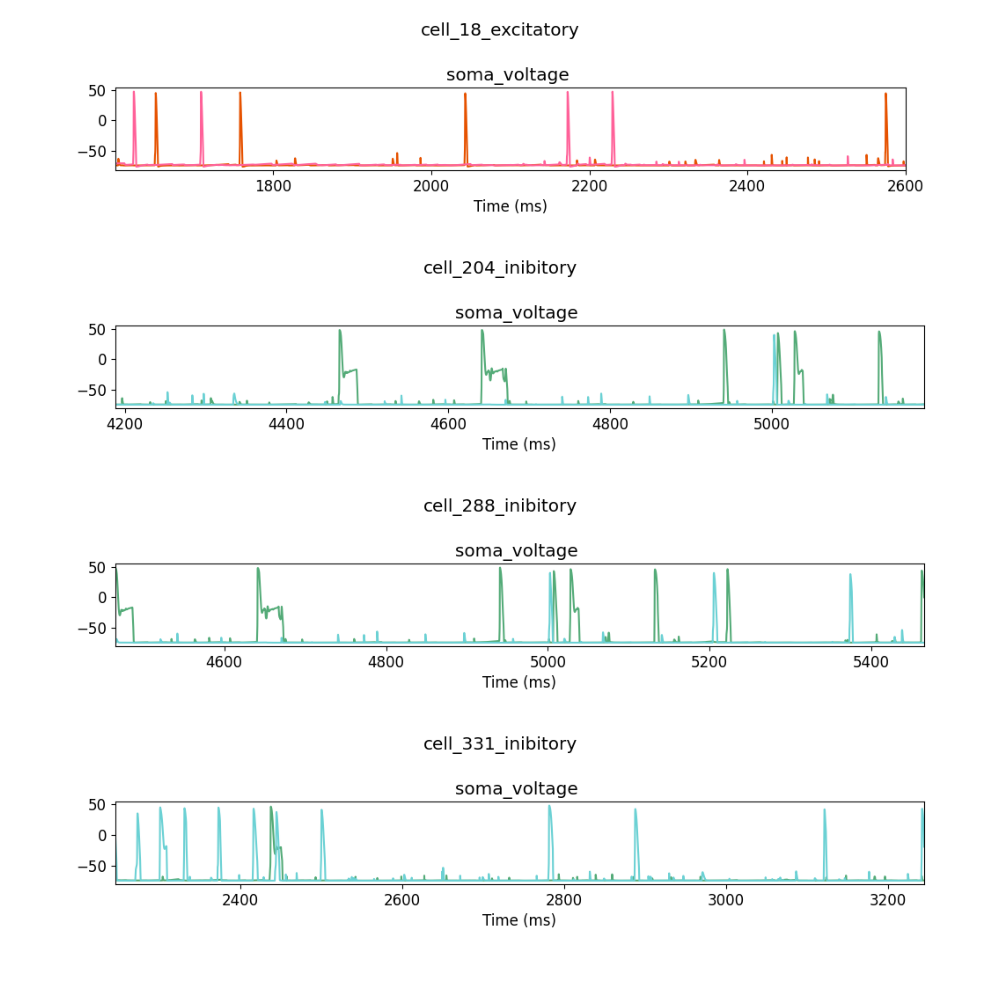 cell_18_excitatory
soma_voltage
50
0
−50
1800 2000 2200 2400 2600
Time (ms)
cell_204_inibitory
soma_voltage
50
0
−50
4200 4400 4600 4800 5000
Time (ms)
cell_288_inibitory
soma_voltage
50
0
−50
4600 4800 5000 5200 5400
Time (ms)
cell_331_inibitory
soma_voltage
50
0
−50
2400 2600 2800 3000 3200
Time (ms)